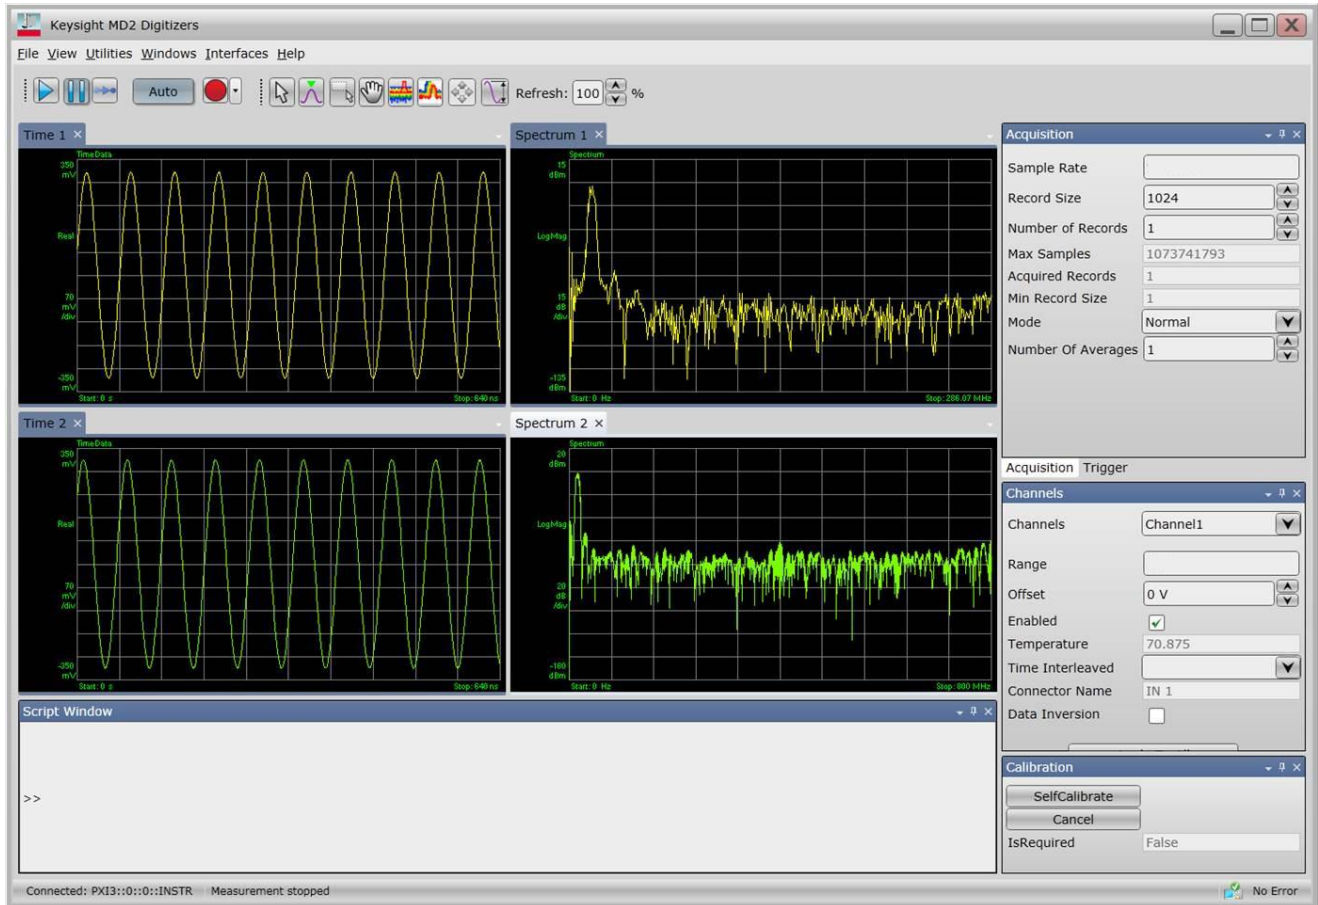 Keysight MD2 Digitizers
File View Utilities Windows Interfaces Help
Auto
Refresh: 100 %
Time 1
TimeData
350
mV
Real
70
mV
/div
-350
mV
Start: 0 s
Stop: 640 ns
Spectrum 1
Spectrum
15
dBm
LogMag
15
dB
/div
-135
dBm
Start: 0 Hz
Stop: 286.07 MHz
Time 2
TimeData
350
mV
Real
70
mV
/div
-350
mV
Start: 0 s
Stop: 640 ns
Spectrum 2
Spectrum
20
dBm
LogMag
20
dB
/div
-180
dBm
Start: 0 Hz
Stop: 800 MHz
Script Window
>>
Acquisition
Sample Rate
Record Size 1024
Number of Records 1
Max Samples 1073741793
Acquired Records 1
Min Record Size 1
Mode Normal
Number Of Averages 1
Acquisition Trigger
Channels
Channels Channel1
Range
Offset 0 V
Enabled
Temperature 70.875
Time Interleaved
Connector Name IN 1
Data Inversion
Calibration
SelfCalibrate
Cancel
IsRequired False
Connected: PXI3::0::0::INSTR Measurement stopped
No Error